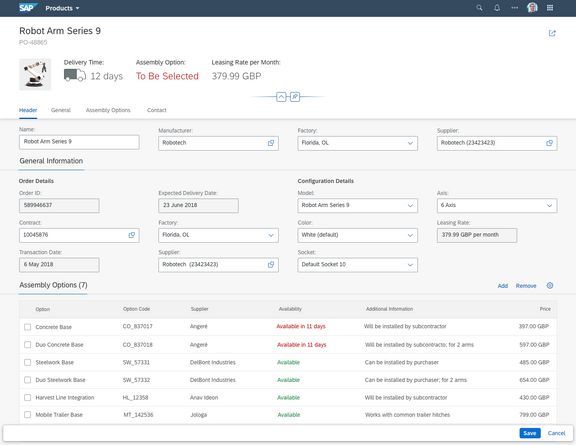 SAP Products
Robot Arm Series 9
PO-48865
Delivery Time: Assembly Option: Leasing Rate per Month:
12 days To Be Selected 379.99 GBP
Header General Assembly Options Contact
Name: Manufacturer: Factory: Supplier:
Robot Arm Series 9 Robotech Florida, OL Robotech (23423423)
General Information
Order Details Configuration Details
Order ID: Expected Delivery Date: Model: Axis:
589946637 23 June 2018 Robot Arm Series 9 6 Axis
Contract: Factory: Color: Leasing Rate:
10045876 Florida, OL White (default) 379.99 GBP per month
Transaction Date: Supplier: Socket:
6 May 2018 Robotech (23423423) Default Socket 10
Assembly Options (7) Add Remove
Option Option Code Supplier Availability Additional Information Price
Concrete Base CO_837017 Angeré Available in 11 days Will be installed by subcontractor 397.00 GBP
Duo Concrete Base CO_837018 Angeré Available in 11 days Will be installed by subcontracto; for 2 arms 597.00 GBP
Steelwork Base SW_57331 DelBont Industries Available Can be installed by purchaser 485.00 GBP
Duo Steelwork Base SW_57332 DelBont Industries Available Can be installed by purchaser; for 2 arms 654.00 GBP
Harvest Line Integration HL_12358 Anav Ideon Available Will be installed by subcontractor 430.00 GBP
Mobile Trailer Base MT_142536 Jologa Available Works with common trailer hitches 799.00 GBP
Save Cancel